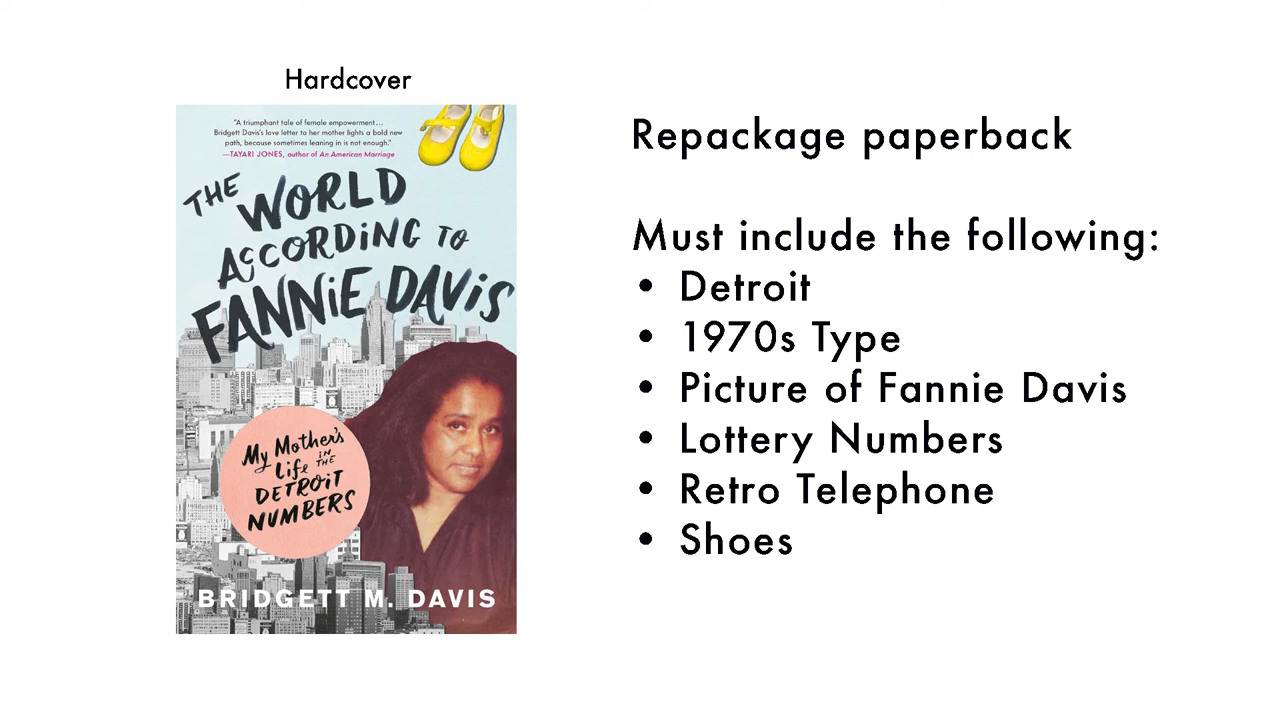 Hardcover
"A triumphant tale of female empowerment...
Bridgett Davis's love letter to her mother lights a bold new
path, because sometimes leaning in is not enough."
—TAYARI JONES, author of An American Marriage
THE
WORLD
ACCORDING TO
FANNIE DAVIS
My Mother's
Life IN THE
DETROIT
NUMBERS
BRIDGETT M. DAVIS
Repackage paperback
Must include the following:
• Detroit
• 1970s Type
• Picture of Fannie Davis
• Lottery Numbers
• Retro Telephone
• Shoes